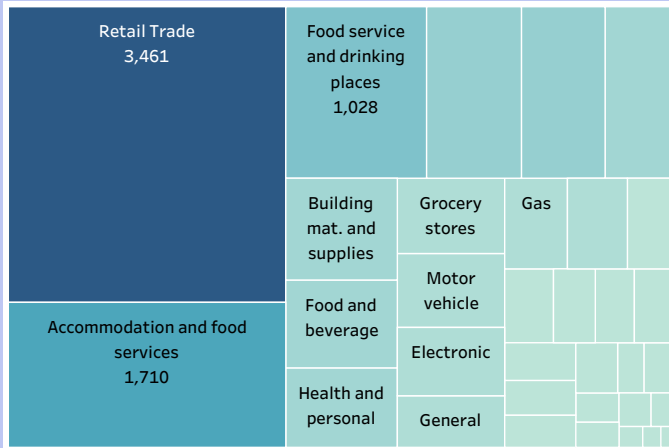 Retail Trade
3,461
Food service
and drinking
places
1,028
Building
mat. and
supplies
Grocery
stores
Gas
Motor
vehicle
Food and
beverage
Accommodation and food
services
1,710
Electronic
Health and
personal
General